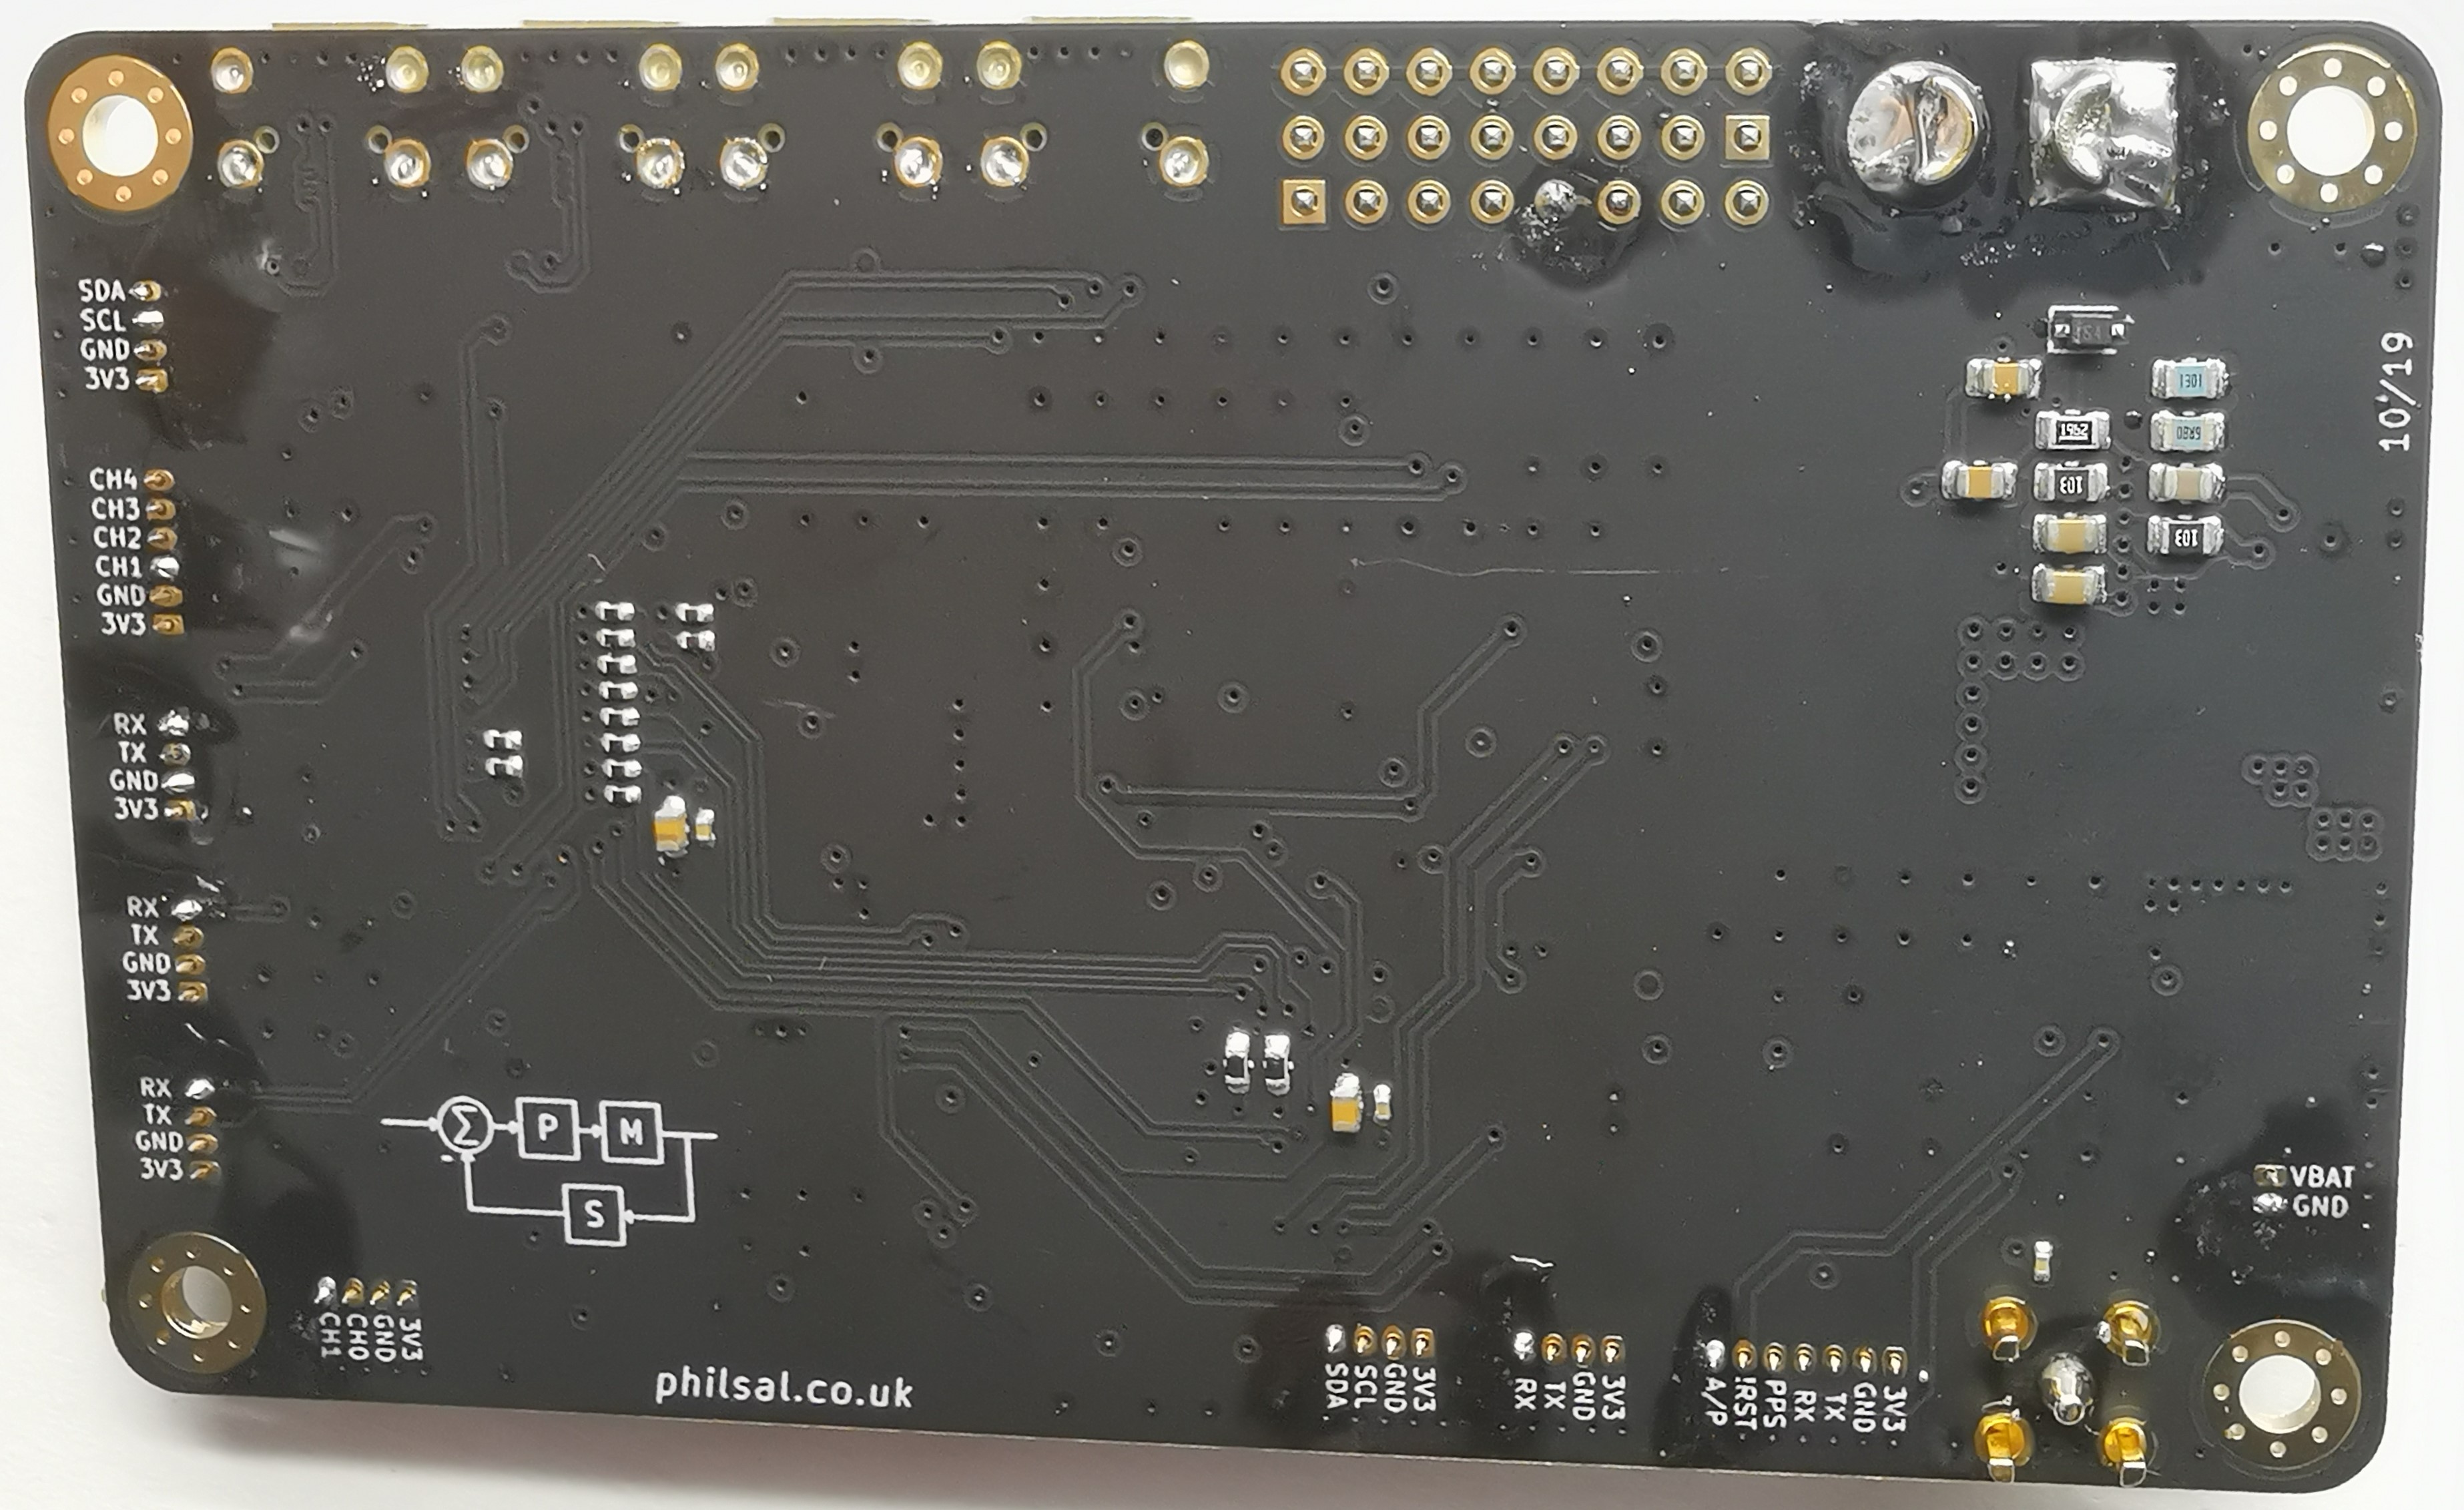 SDA
SCL
GND
3V3
10/19
1301
1962
6R80
103
103
CH4
CH3
CH2
CH1
GND
3V3
RX
TX
GND
3V3
RX
TX
GND
3V3
RX
TX
GND
3V3
Σ P M
-
S
VBAT
GND
CH1
CH0
GND
3V3
philsal.co.uk
SDA
SCL
GND
3V3
RX
TX
GND
3V3
A/P
!RST
PPS
RX
TX
GND
3V3